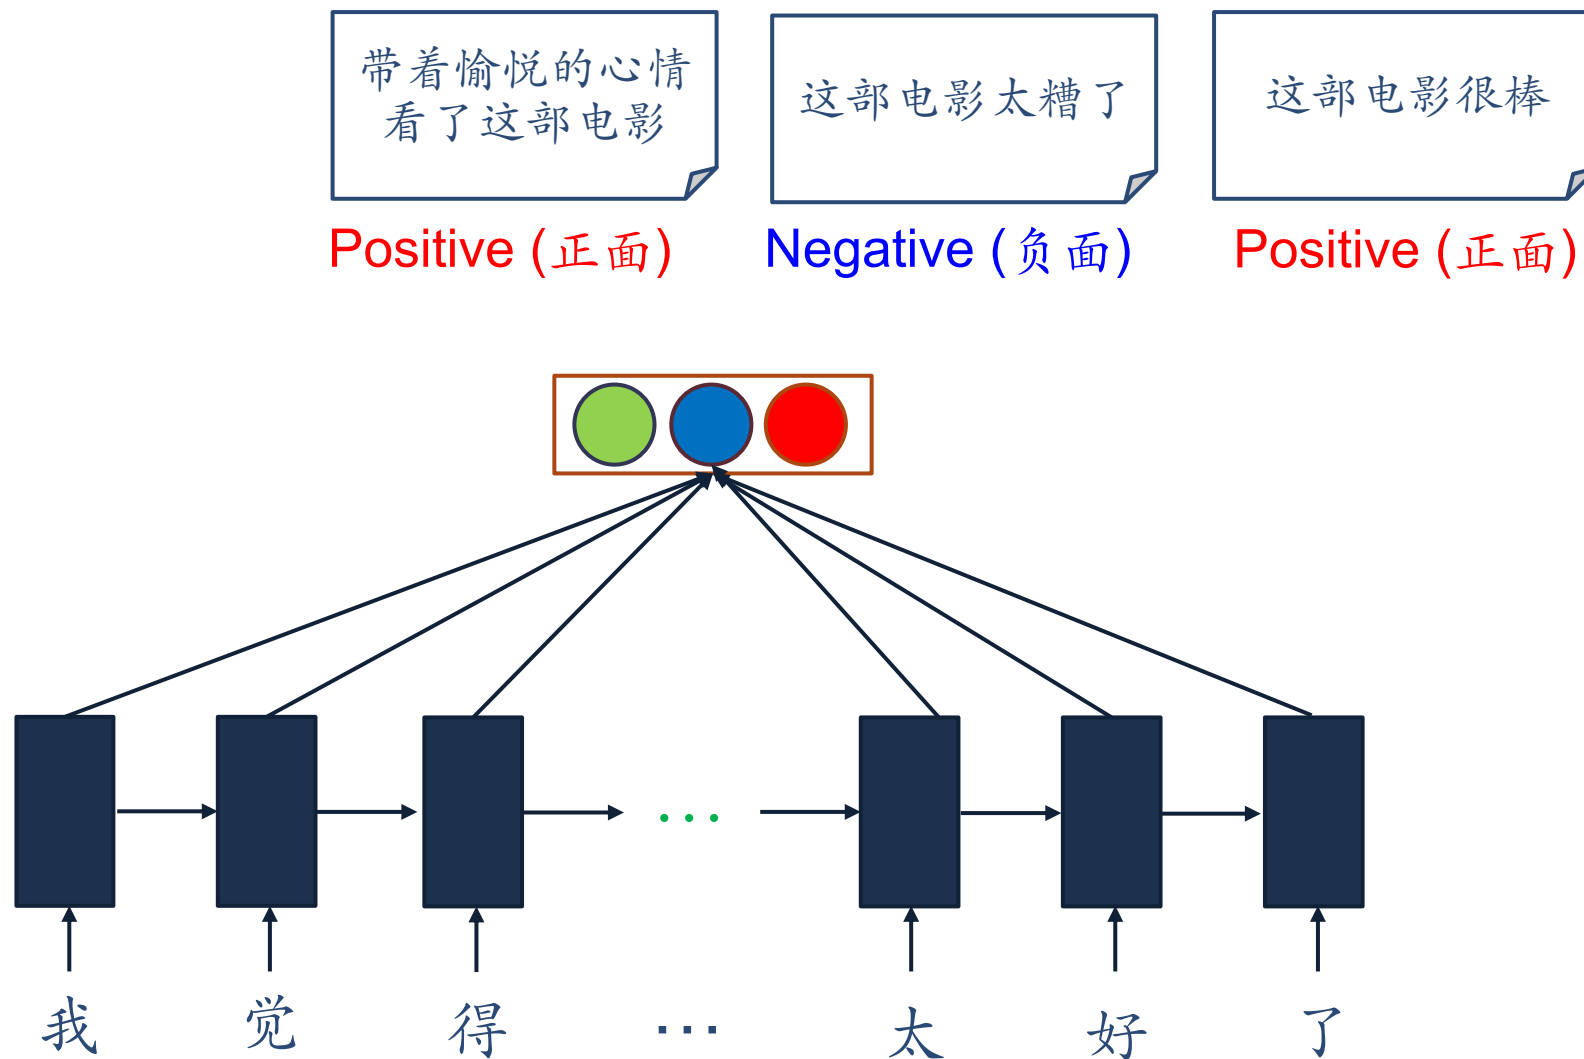 带着愉悦的心情
看了这部电影
这部电影太糟了
这部电影很棒
Positive (正面)
Negative (负面)
Positive (正面)
…
我 觉 得 … 太 好 了